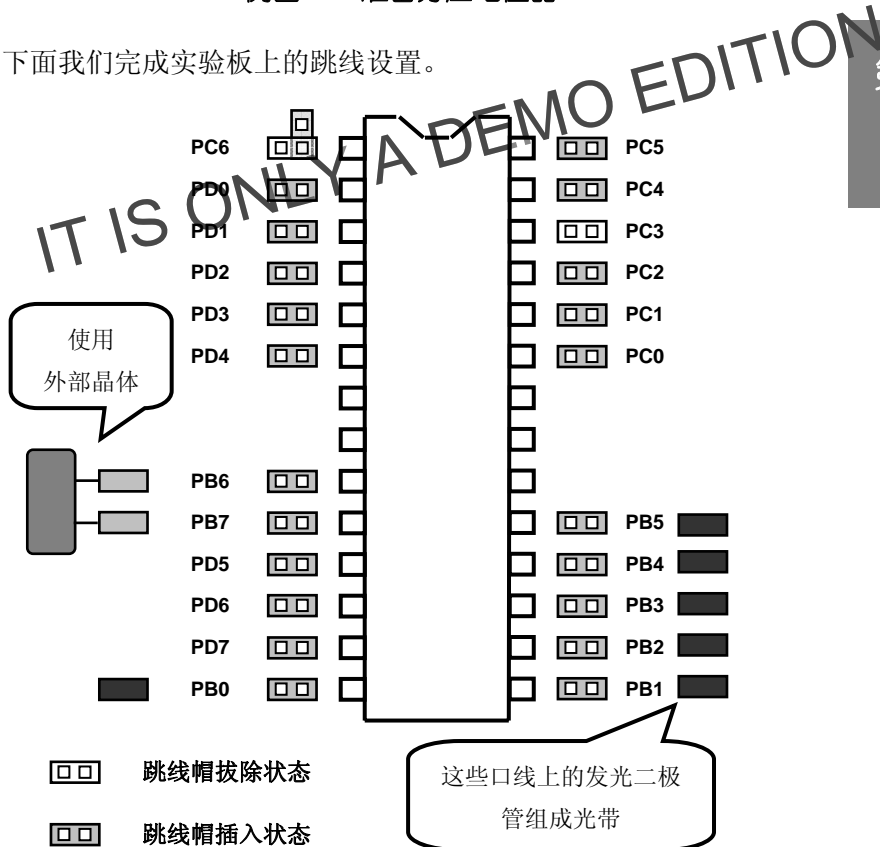 下面我们完成实验板上的跳线设置。
IT IS ONLY A DEMO EDITION
PC6 PC5
PD0 PC4
PD1 PC3
PD2 PC2
PD3 PC1
PD4 PC0
使用
外部晶体
PB6
PB7 PB5
PD5 PB4
PD6 PB3
PD7 PB2
PB0 PB1
跳线帽拔除状态
跳线帽插入状态
这些口线上的发光二极
管组成光带